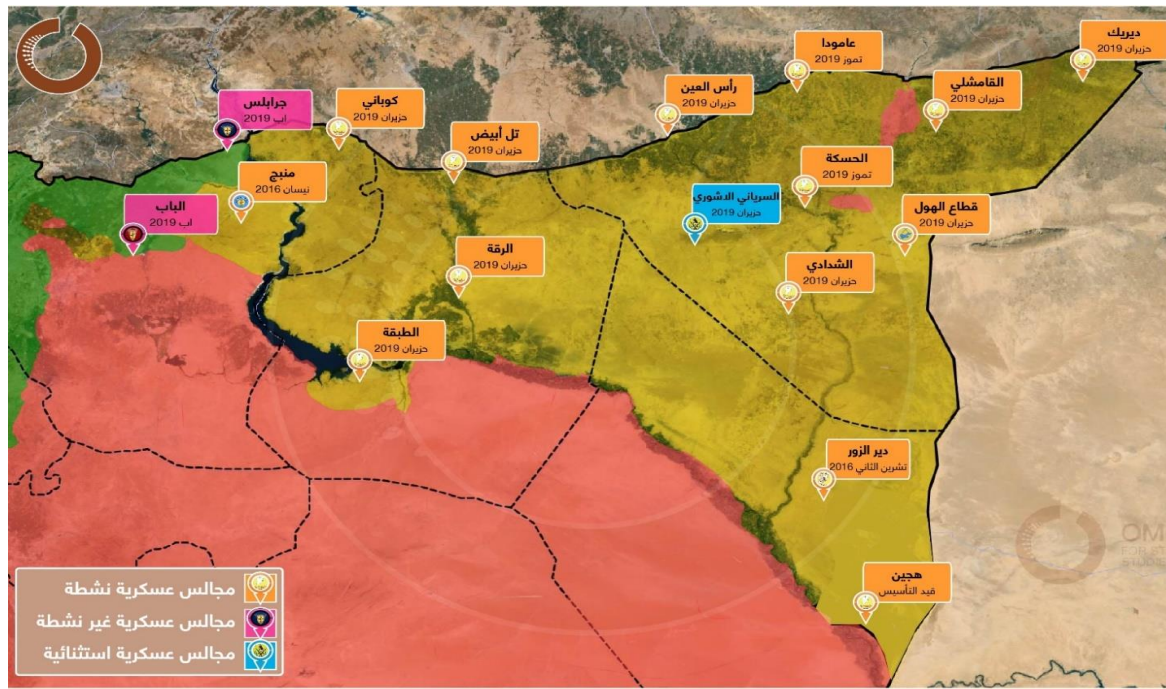 ديريك
حزيران 2019
عامودا
تموز 2019
القامشلي
حزيران 2019
رأس العين
حزيران 2019
كوباني
حزيران 2019
جرابلس
اب 2019
تل أبيض
حزيران 2019
الحسكة
تموز 2019
منبج
نيسان 2016
السرياني الاشوري
حزيران 2019
قطاع الهول
حزيران 2019
الباب
اب 2019
الرقة
حزيران 2019
الشدادي
حزيران 2019
الطبقة
حزيران 2019
دير الزور
تشرين الثاني 2016
هجين
قيد التأسيس
مجالس عسكرية نشطة
مجالس عسكرية غير نشطة
مجالس عسكرية استثنائية
OM